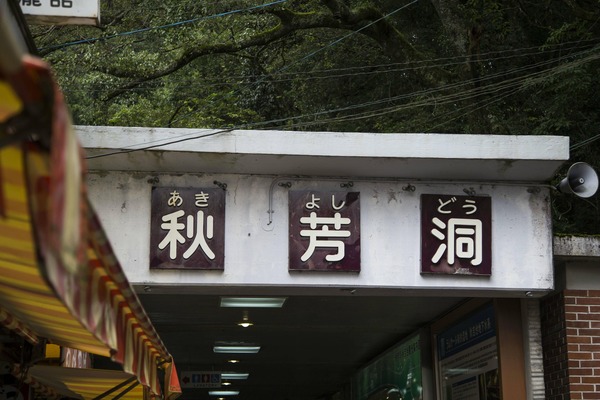 あき よし どう
秋 芳 洞